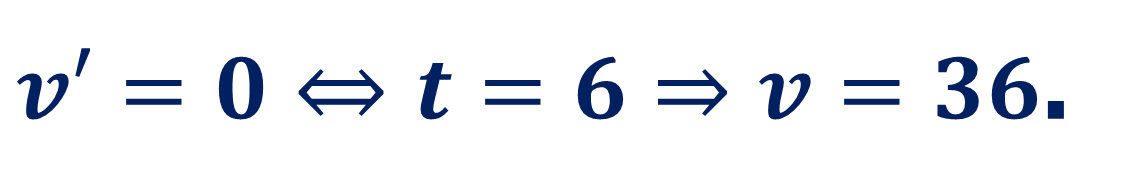 v′ = 0 ⇔ t = 6 ⇒ v = 36.